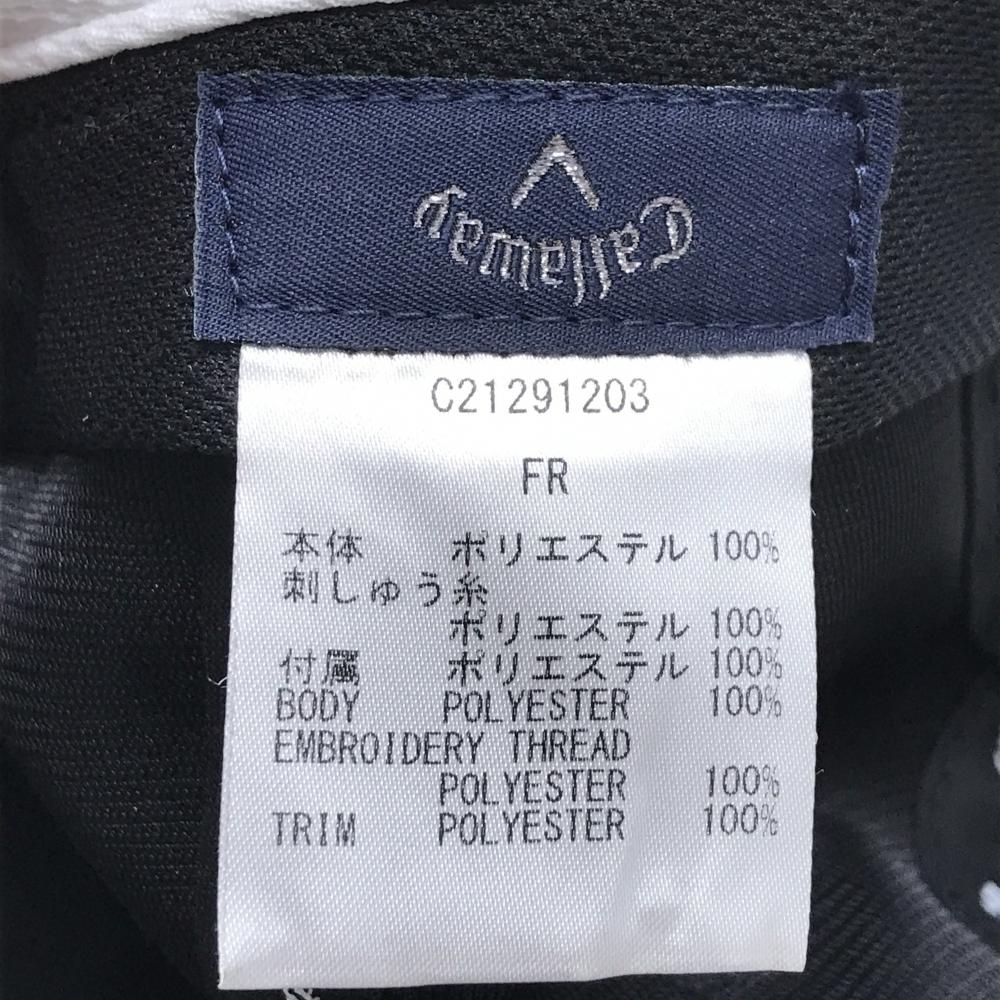 Callaway
C21291203
FR
本体 ポリエステル 100%
刺しゅう糸
ポリエステル 100%
付属 ポリエステル 100%
BODY POLYESTER 100%
EMBROIDERY THREAD
POLYESTER 100%
TRIM POLYESTER 100%